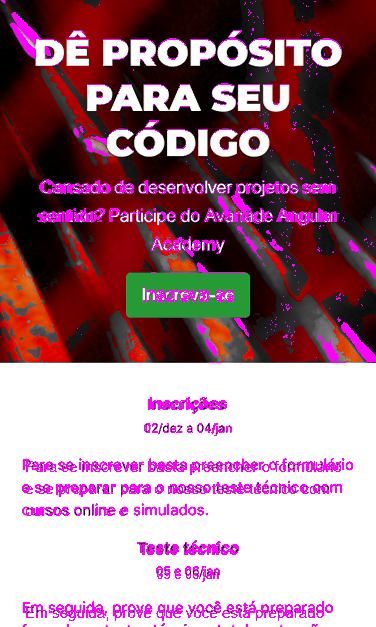 DÊ PROPÓSITO
PARA SEU
CÓDIGO
Cansado de desenvolver projetos sem
sentido? Participe do Avanade Angular
Academy
Inscreva-se
Inscrições
02/dez a 04/jan
Para se inscrever basta preencher o formulário
e se preparar para o nosso teste técnico com
cursos online e simulados.
Teste técnico
05 e 06/jan
Em seguida, prove que você está preparado